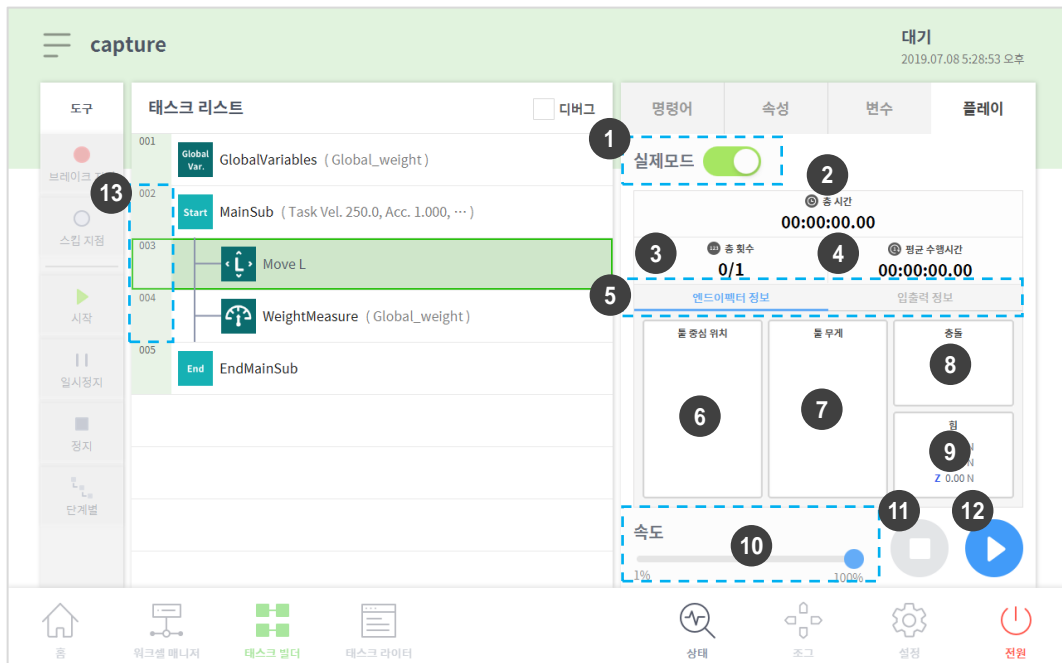 capture
대기
2019.07.08 5:28:53 오후
도구
태스크 리스트
디버그
명령어
속성
변수
플레이
브레이크
스킵 지점
시작
일시정지
정지
단계별
001
Global Var.
GlobalVariables ( Global_weight )
002
Start
MainSub ( Task Vel. 250.0, Acc. 1.000, ··· )
003
L
Move L
004
WeightMeasure ( Global_weight )
005
End
EndMainSub
13
1
실제모드
2
총 시간
00:00:00.00
3
123 총 횟수
0/1
4
평균 수행시간
00:00:00.00
5
엔드이펙터 정보
입출력 정보
툴 중심 위치
6
툴 무게
7
충돌
8
힘
9
N
N
Z 0.00 N
속도
10
1%
100%
11
12
홈
워크셀 매니저
태스크 빌더
태스크 라이터
상태
조그
설정
전원